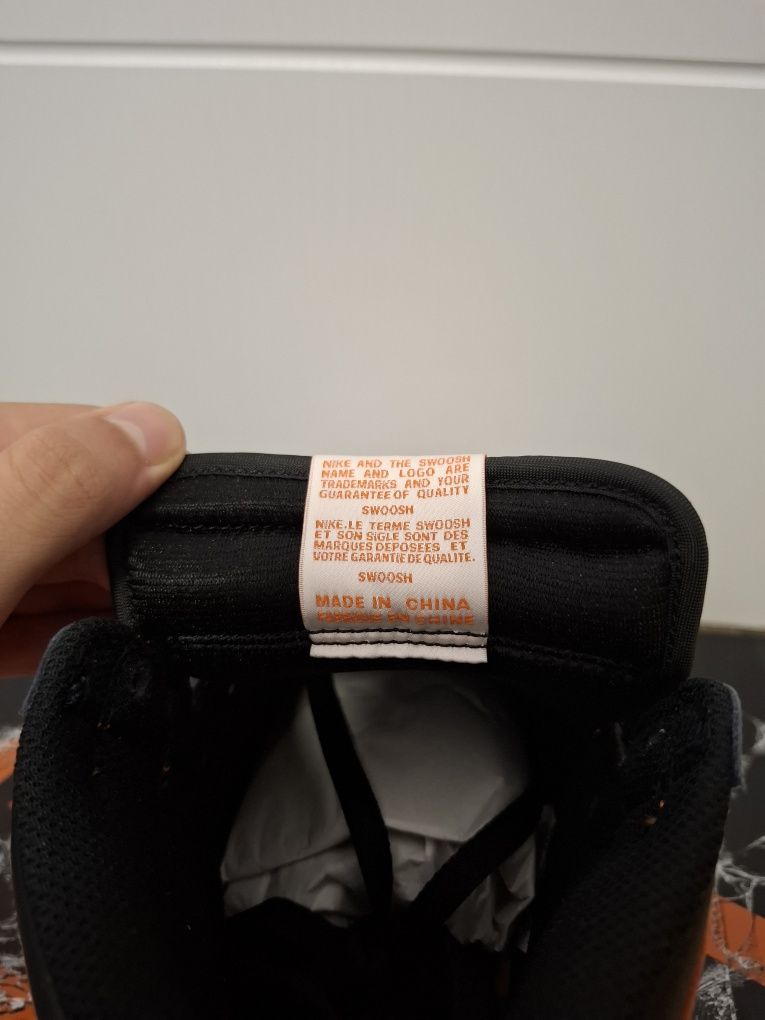 NIKE AND THE SWOOSH
NAME AND LOGO ARE
TRADEMARKS AND YOUR
GUARANTEE OF QUALITY
SWOOSH
NIKE.LE TERME SWOOSH
ET SON SIGLE SONT DES
MARQUES DEPOSEES ET
VOTRE GARANTIE DE QUALITE.
SWOOSH
MADE IN CHINA